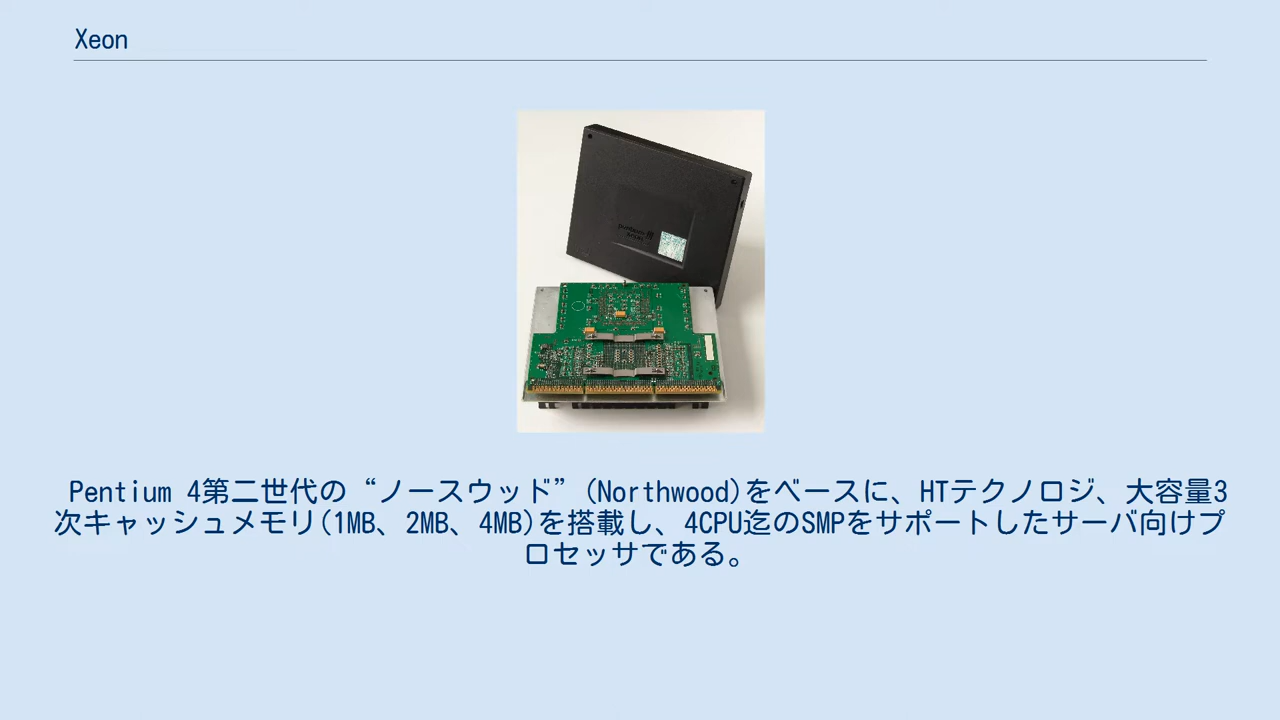 Xeon
pentium III
xeon
Pentium 4第二世代の“ノースウッド”(Northwood)をベースに、HTテクノロジ、大容量3
次キャッシュメモリ(1MB、2MB、4MB)を搭載し、4CPU迄のSMPをサポートしたサーバ向けプ
ロセッサである。